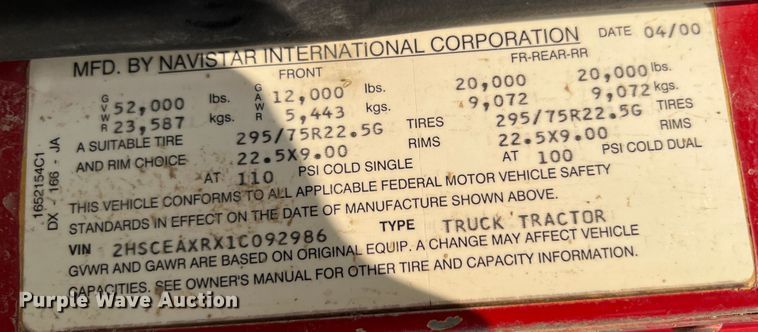 MFD. BY NAVISTAR INTERNATIONAL CORPORATION DATE 04/00
FRONT FR-REAR-RR
GVWR 52,000 lbs. GAWR 12,000 lbs. 20,000 20,000 lbs.
23,587 kgs. 5,443 kgs. 9,072 9,072 kgs.
A SUITABLE TIRE 295/75R22.5G TIRES 295/75R22.5G TIRES
AND RIM CHOICE 22.5X9.00 RIMS 22.5X9.00 RIMS
AT 110 PSI COLD SINGLE AT 100 PSI COLD DUAL
THIS VEHICLE CONFORMS TO ALL APPLICABLE FEDERAL MOTOR VEHICLE SAFETY
STANDARDS IN EFFECT ON THE DATE OF MANUFACTURE SHOWN ABOVE.
VIN 2HSCEAXRX1C092986 TYPE TRUCK TRACTOR
GVWR AND GAWR ARE BASED ON ORIGINAL EQUIP. A CHANGE MAY AFFECT VEHICLE
CAPACITIES. SEE OWNER'S MANUAL FOR OTHER TIRE AND CAPACITY INFORMATION.
1652154C1
DX - 166 - JA
Purple Wave Auction